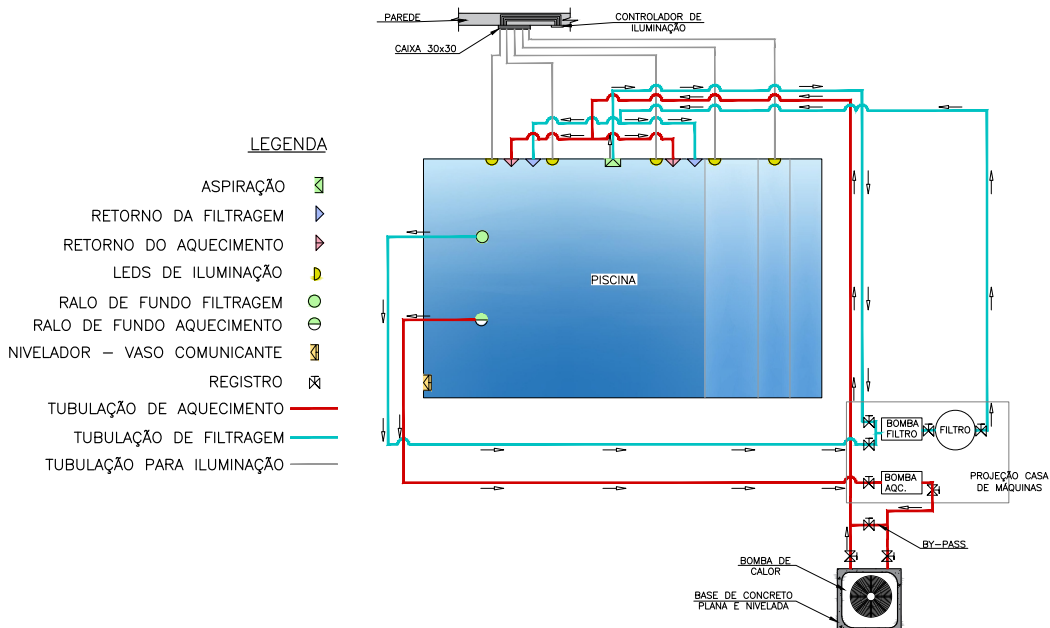 PAREDE
CONTROLADOR DE
ILUMINAÇÃO
CAIXA 30x30
LEGENDA
ASPIRAÇÃO
RETORNO DA FILTRAGEM
RETORNO DO AQUECIMENTO
LEDS DE ILUMINAÇÃO
RALO DE FUNDO FILTRAGEM
RALO DE FUNDO AQUECIMENTO
NIVELADOR – VASO COMUNICANTE
REGISTRO
TUBULAÇÃO DE AQUECIMENTO
TUBULAÇÃO DE FILTRAGEM
TUBULAÇÃO PARA ILUMINAÇÃO
PISCINA
BOMBA
FILTRO
FILTRO
BOMBA
AQC.
PROJEÇÃO CASA
DE MÁQUINAS
BY-PASS
BOMBA DE
CALOR
BASE DE CONCRETO
PLANA E NIVELADA